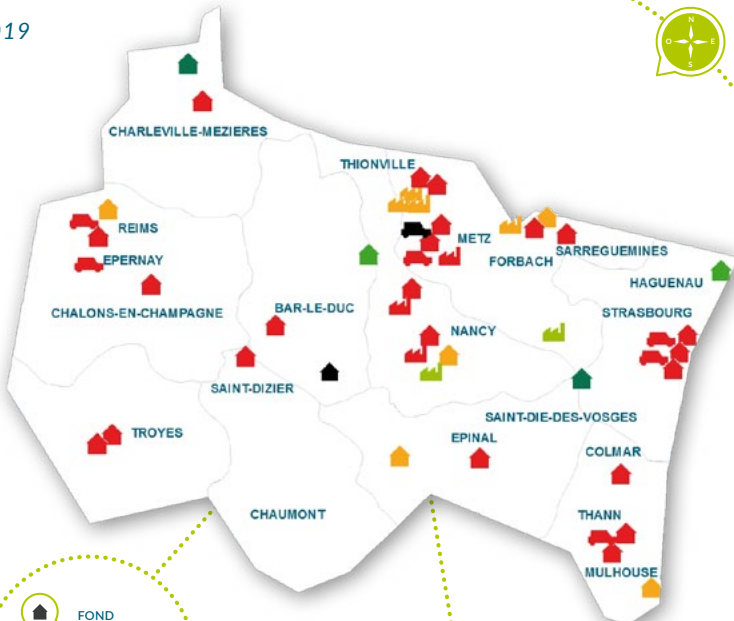 019
N
O E
S
CHARLEVILLE-MEZIERES
THIONVILLE
REIMS
METZ
SARREGUEMINES
EPERNAY
FORBACH
HAGUENAU
CHALONS-EN-CHAMPAGNE
BAR-LE-DUC
STRASBOURG
NANCY
SAINT-DIZIER
SAINT-DIE-DES-VOSGES
TROYES
EPINAL
COLMAR
CHAUMONT
THANN
MULHOUSE
FOND